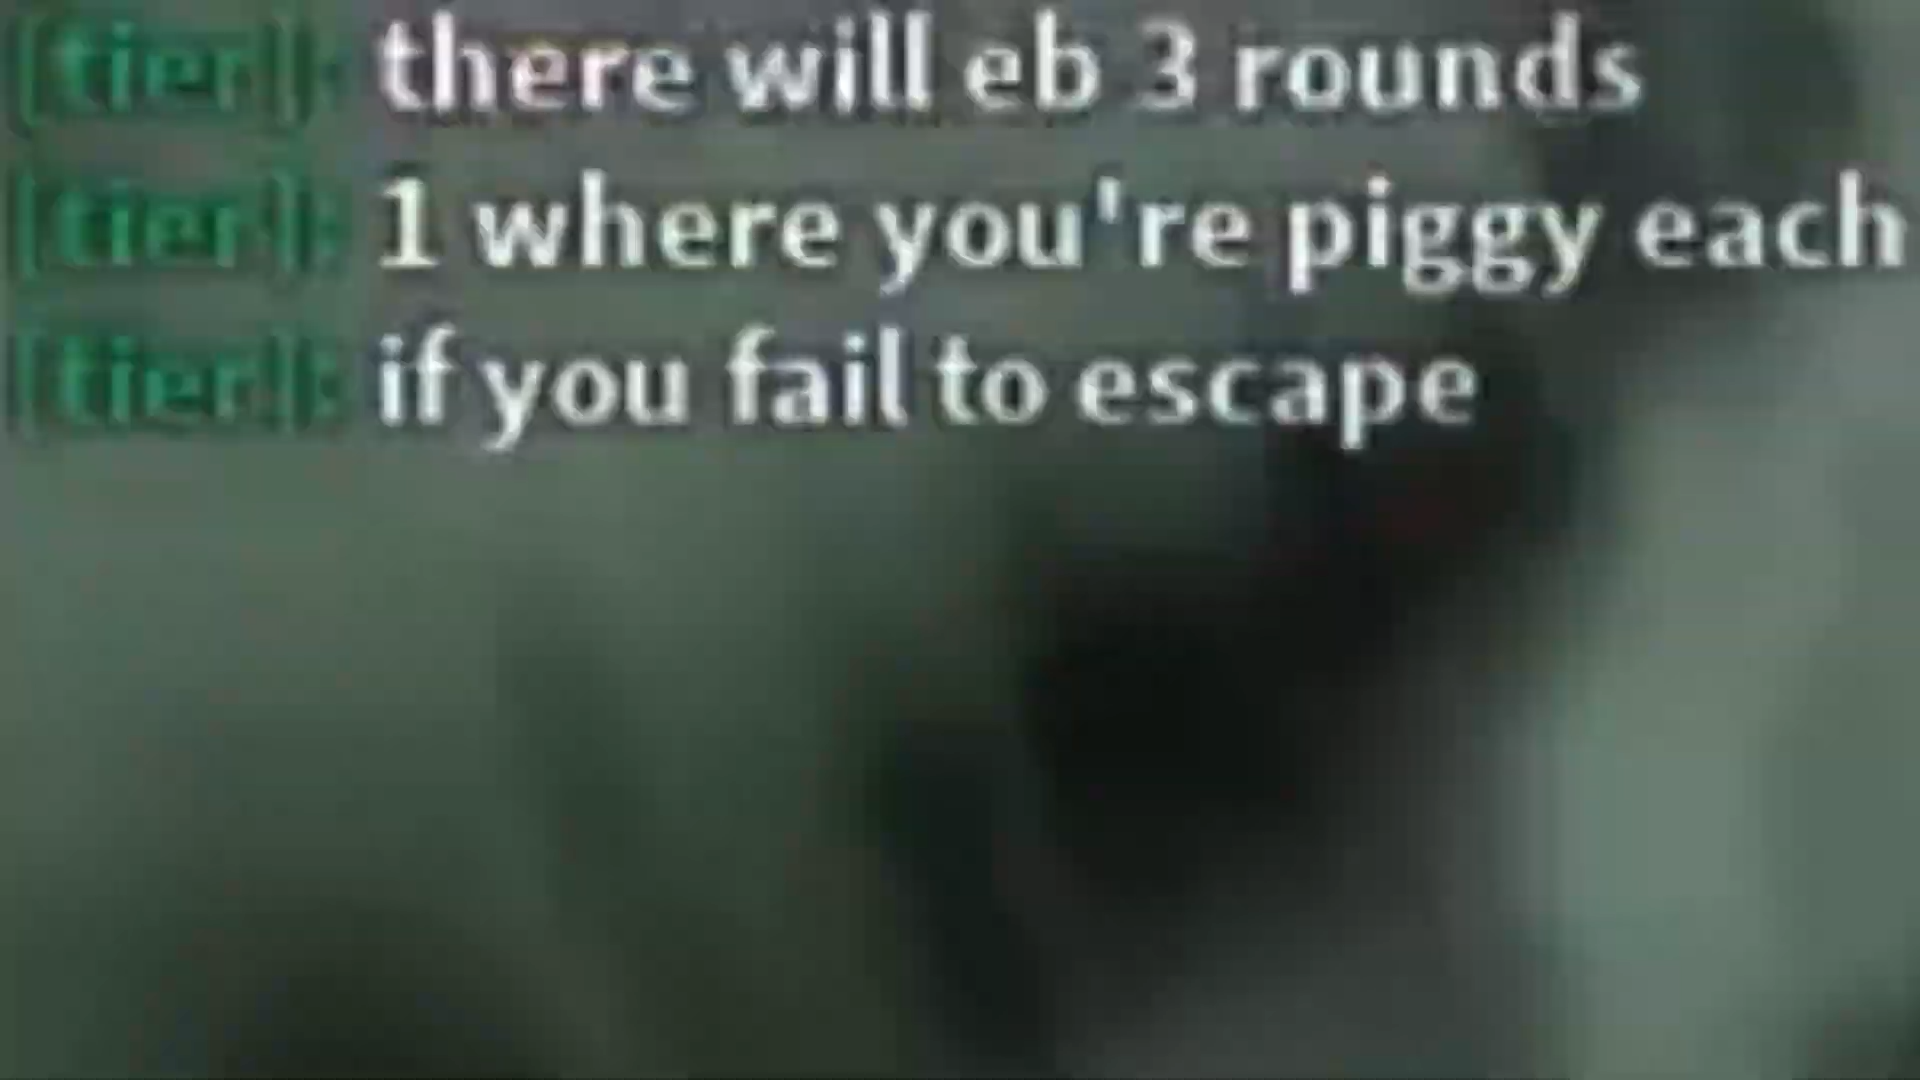 [tier]: there will eb 3 rounds
[tier]: 1 where you're piggy each
[tier]: if you fail to escape